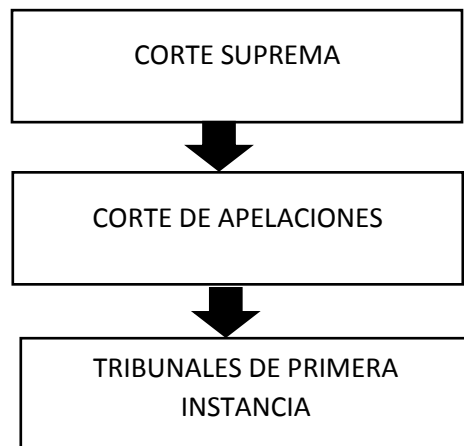 CORTE SUPREMA
CORTE DE APELACIONES
TRIBUNALES DE PRIMERA
INSTANCIA